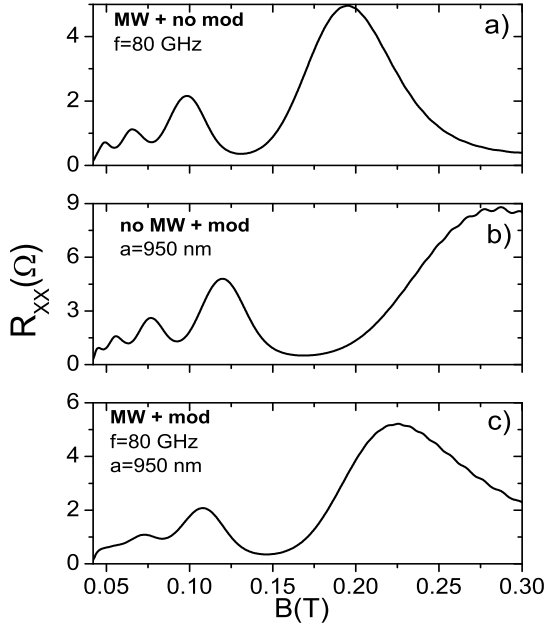 MW + no mod
f=80 GHz
a)
4
2
0
no MW + mod
a=950 nm
b)
9
6
3
0
R_XX(Ω)
MW + mod
f=80 GHz
a=950 nm
c)
6
4
2
0
0.05 0.10 0.15 0.20 0.25 0.30
B(T)